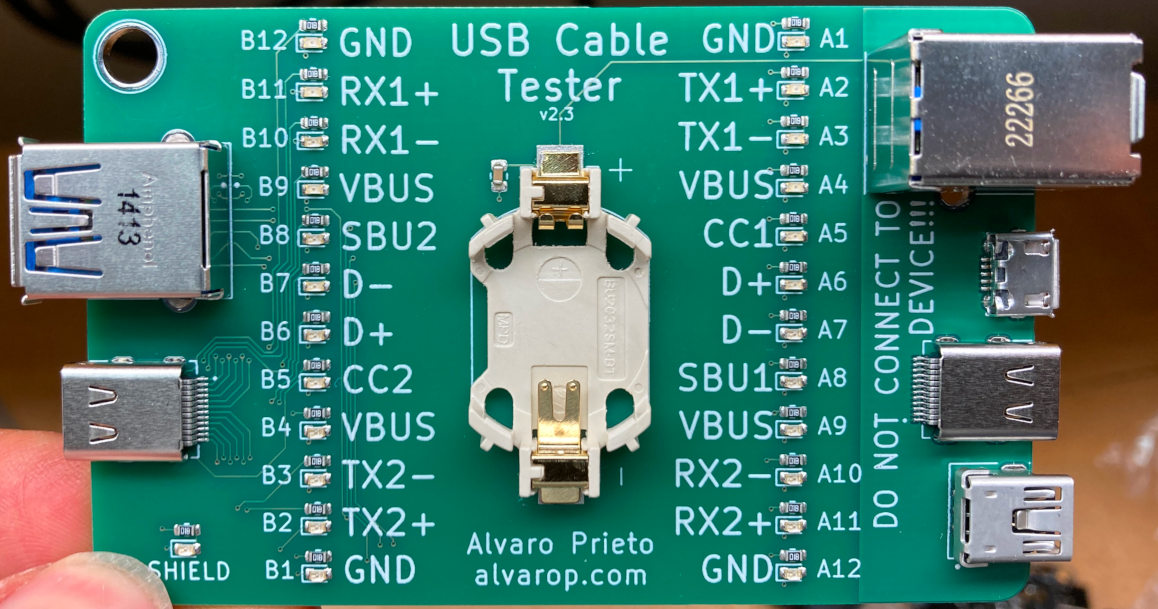 USB Cable
Tester
v2.3
B12 GND
B11 RX1+
B10 RX1-
B9 VBUS
B8 SBU2
B7 D-
B6 D+
B5 CC2
B4 VBUS
B3 TX2-
B2 TX2+
B1 GND
SHIELD
GND A1
TX1+ A2
TX1- A3
VBUS A4
CC1 A5
D+ A6
D- A7
SBU1 A8
VBUS A9
RX2- A10
RX2+ A11
GND A12
+
-
MPD
Alvaro Prieto
alvarop.com
DO NOT CONNECT TO
DEVICE!!!
22266
Amphenol
1413